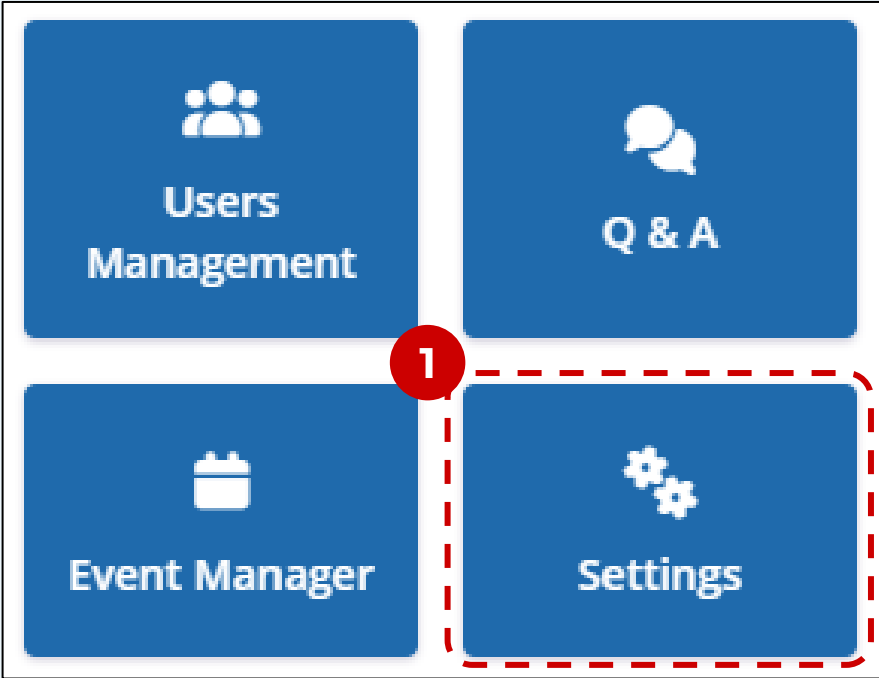 Users
Management
Q & A
1
Event Manager
Settings